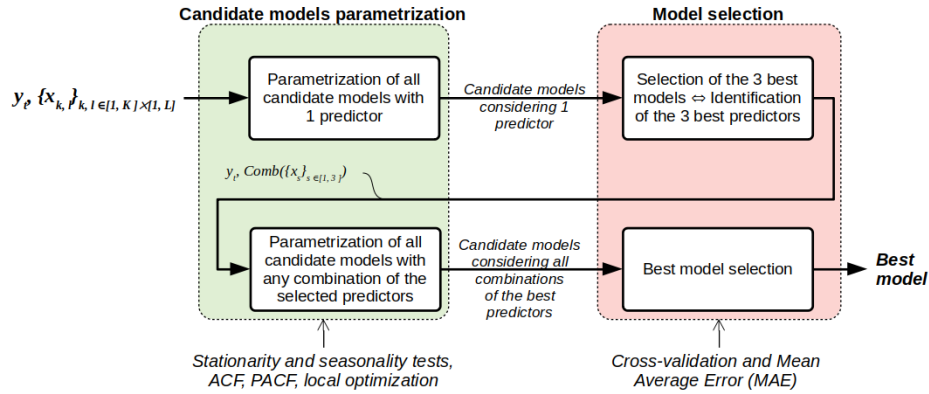 Candidate models parametrization
Model selection
y_t, {x_{k, l}}_{k, l ∈[1, K ]×[1, L]}
Parametrization of all
candidate models with
1 predictor
Candidate models
considering 1
predictor
Selection of the 3 best
models ⇔ Identification
of the 3 best predictors
y_t, Comb({x_s}_{s ∈[1, 3 ]})
Parametrization of all
candidate models with
any combination of the
selected predictors
Candidate models
considering all
combinations
of the best
predictors
Best model selection
Best
model
Stationarity and seasonality tests,
ACF, PACF, local optimization
Cross-validation and Mean
Average Error (MAE)